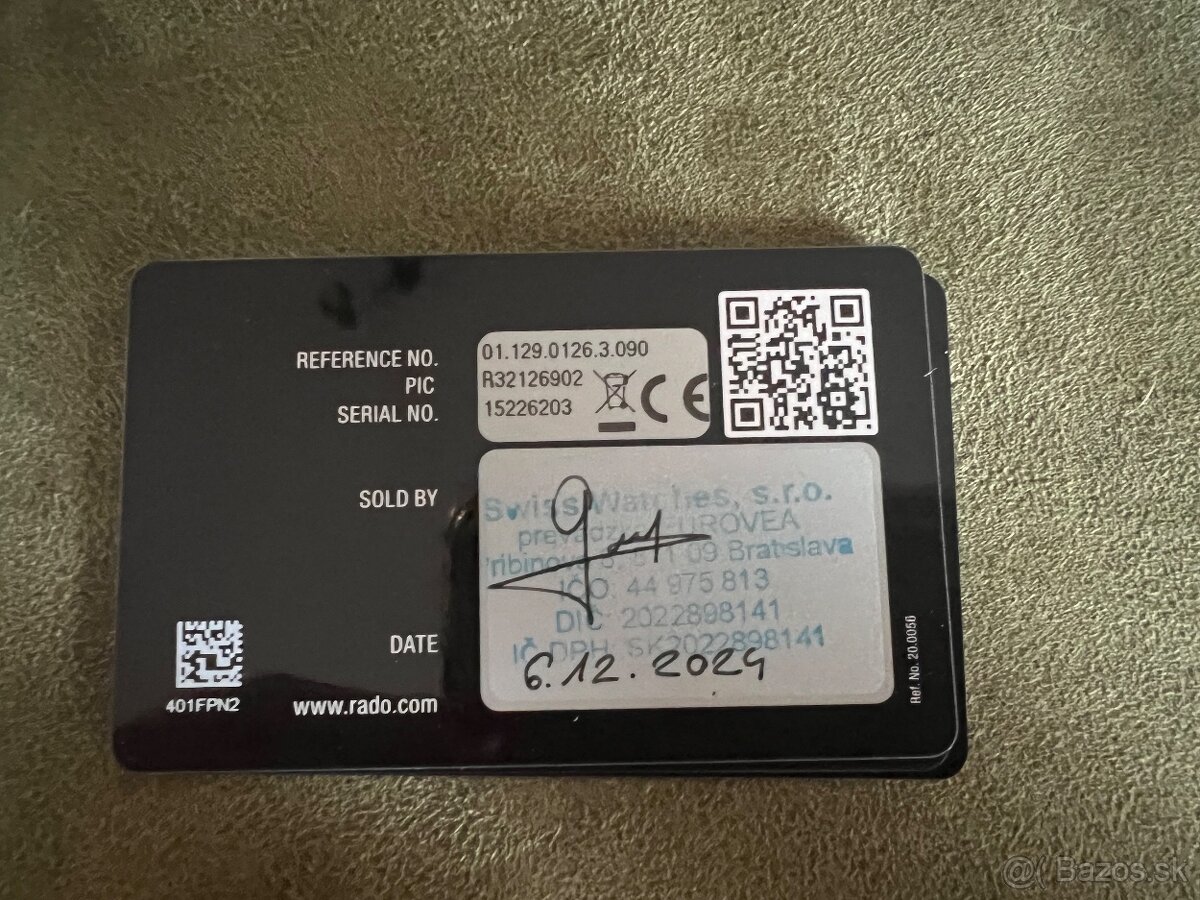 REFERENCE NO. 01.129.0126.3.090
PIC R32126902
SERIAL NO. 15226203
SOLD BY
Swiss Watches, s.r.o.
EUROVEA
09 Bratislava
IČO: 44 975 813
DIČ: 2022898141
IČ DPH: SK2022898141
DATE 6.12.2024
401FPN2
www.rado.com
Ref. No. 20.0056
@( Bazos.sk